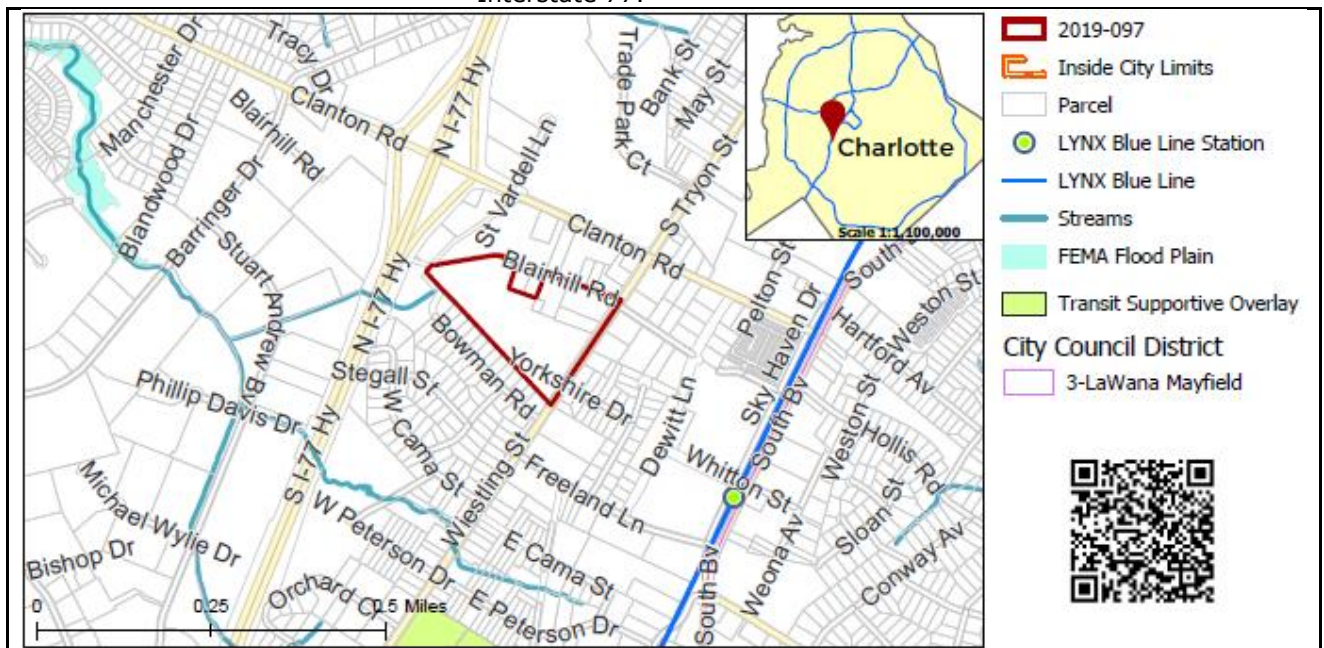 Interstate 77.
Manchester Dr
Tracy Dr
Blairhill Rd
Clanton Rd
N I-77 Hy
Trade Park Ct
Bank St
May St
S Tryon St
Blandwood Dr
Barringer Dr
Stuart Andrew Bv
St Vardell Ln
Clanton Rd
Blairhill Rd
N I-77 Hy
Bowman Rd
Yorkshire Dr
Stegall St
W Cama St
Phillip Davis Dr
S I-77 Hy
Wiestling St
Freeland Ln
Dewitt Ln
Pelton St
Sky Haven Dr
South Bv
South Bv
Hartford Av
Weston St
Weston St
Hollis Rd
Whitton St
Sloan St
Conway Av
Weona Av
South Bv
Michael Wylie Dr
Bishop Dr
W Peterson Dr
E Cama St
E Peterson Dr
Orchard Cr
0 0.25 0.5 Miles
Charlotte
Scale 1:1,100,000
2019-097
Inside City Limits
Parcel
LYNX Blue Line Station
LYNX Blue Line
Streams
FEMA Flood Plain
Transit Supportive Overlay
City Council District
3-LaWana Mayfield